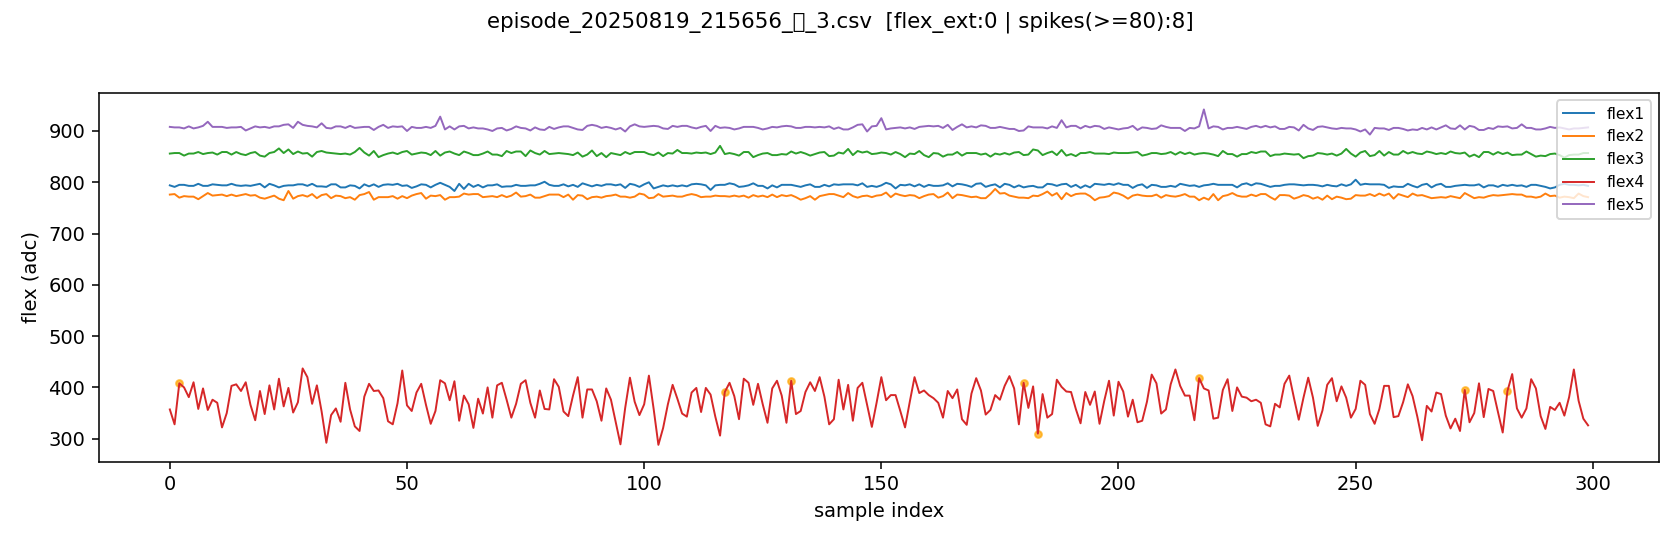 episode_20250819_215656_▯_3.csv [flex_ext:0 | spikes(>=80):8]
flex (adc)
900
800
700
600
500
400
300
0
50
100
150
200
250
300
sample index
flex1
flex2
flex3
flex4
flex5